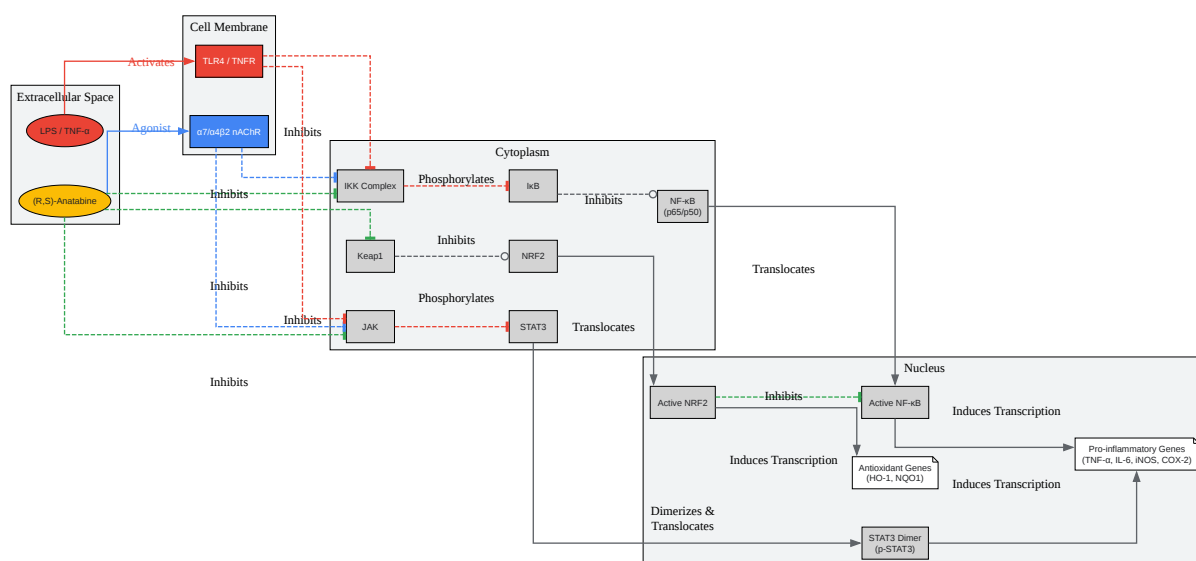 Cell Membrane
TLR4 / TNFR
Activates
Extracellular Space
LPS / TNF-α
Agonist
α7/α4β2 nAChR
Inhibits
Cytoplasm
IKK Complex
Phosphorylates
IκB
Inhibits
NF-κB
(p65/p50)
(R,S)-Anatabine
Inhibits
Keap1
Inhibits
NRF2
Translocates
Inhibits
Phosphorylates
Inhibits
JAK
STAT3
Translocates
Inhibits
Nucleus
Active NRF2
Inhibits
Active NF-κB
Induces Transcription
Induces Transcription
Antioxidant Genes
(HO-1, NQO1)
Pro-inflammatory Genes
(TNF-α, IL-6, iNOS, COX-2)
Induces Transcription
Dimerizes &
Translocates
STAT3 Dimer
(p-STAT3)